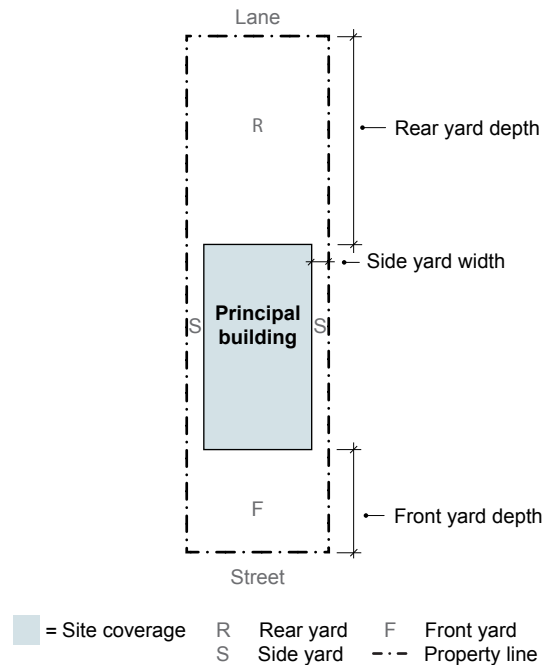 Lane
R
Rear yard depth
Side yard width
S
Principal
building
S
F
Front yard depth
Street
= Site coverage R Rear yard F Front yard
S Side yard Property line